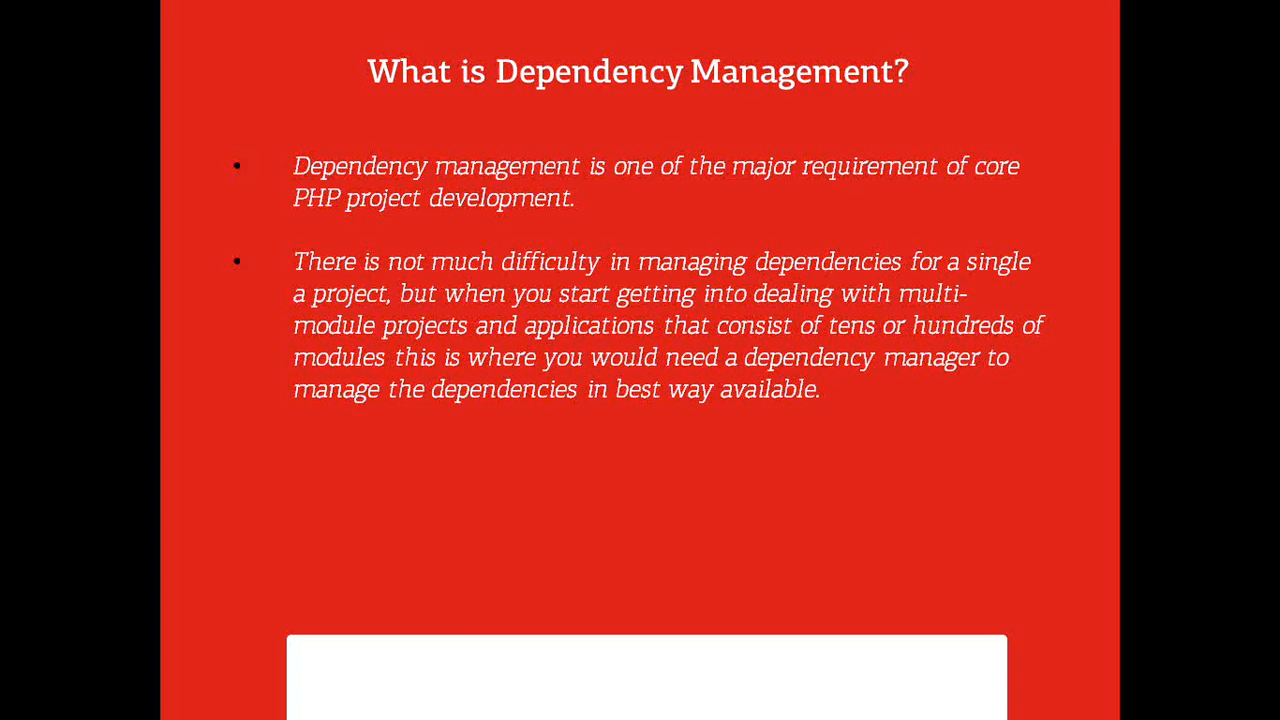 What is Dependency Management?
• Dependency management is one of the major requirement of core
PHP project development.
• There is not much difficulty in managing dependencies for a single
a project, but when you start getting into dealing with multi-
module projects and applications that consist of tens or hundreds of
modules this is where you would need a dependency manager to
manage the dependencies in best way available.